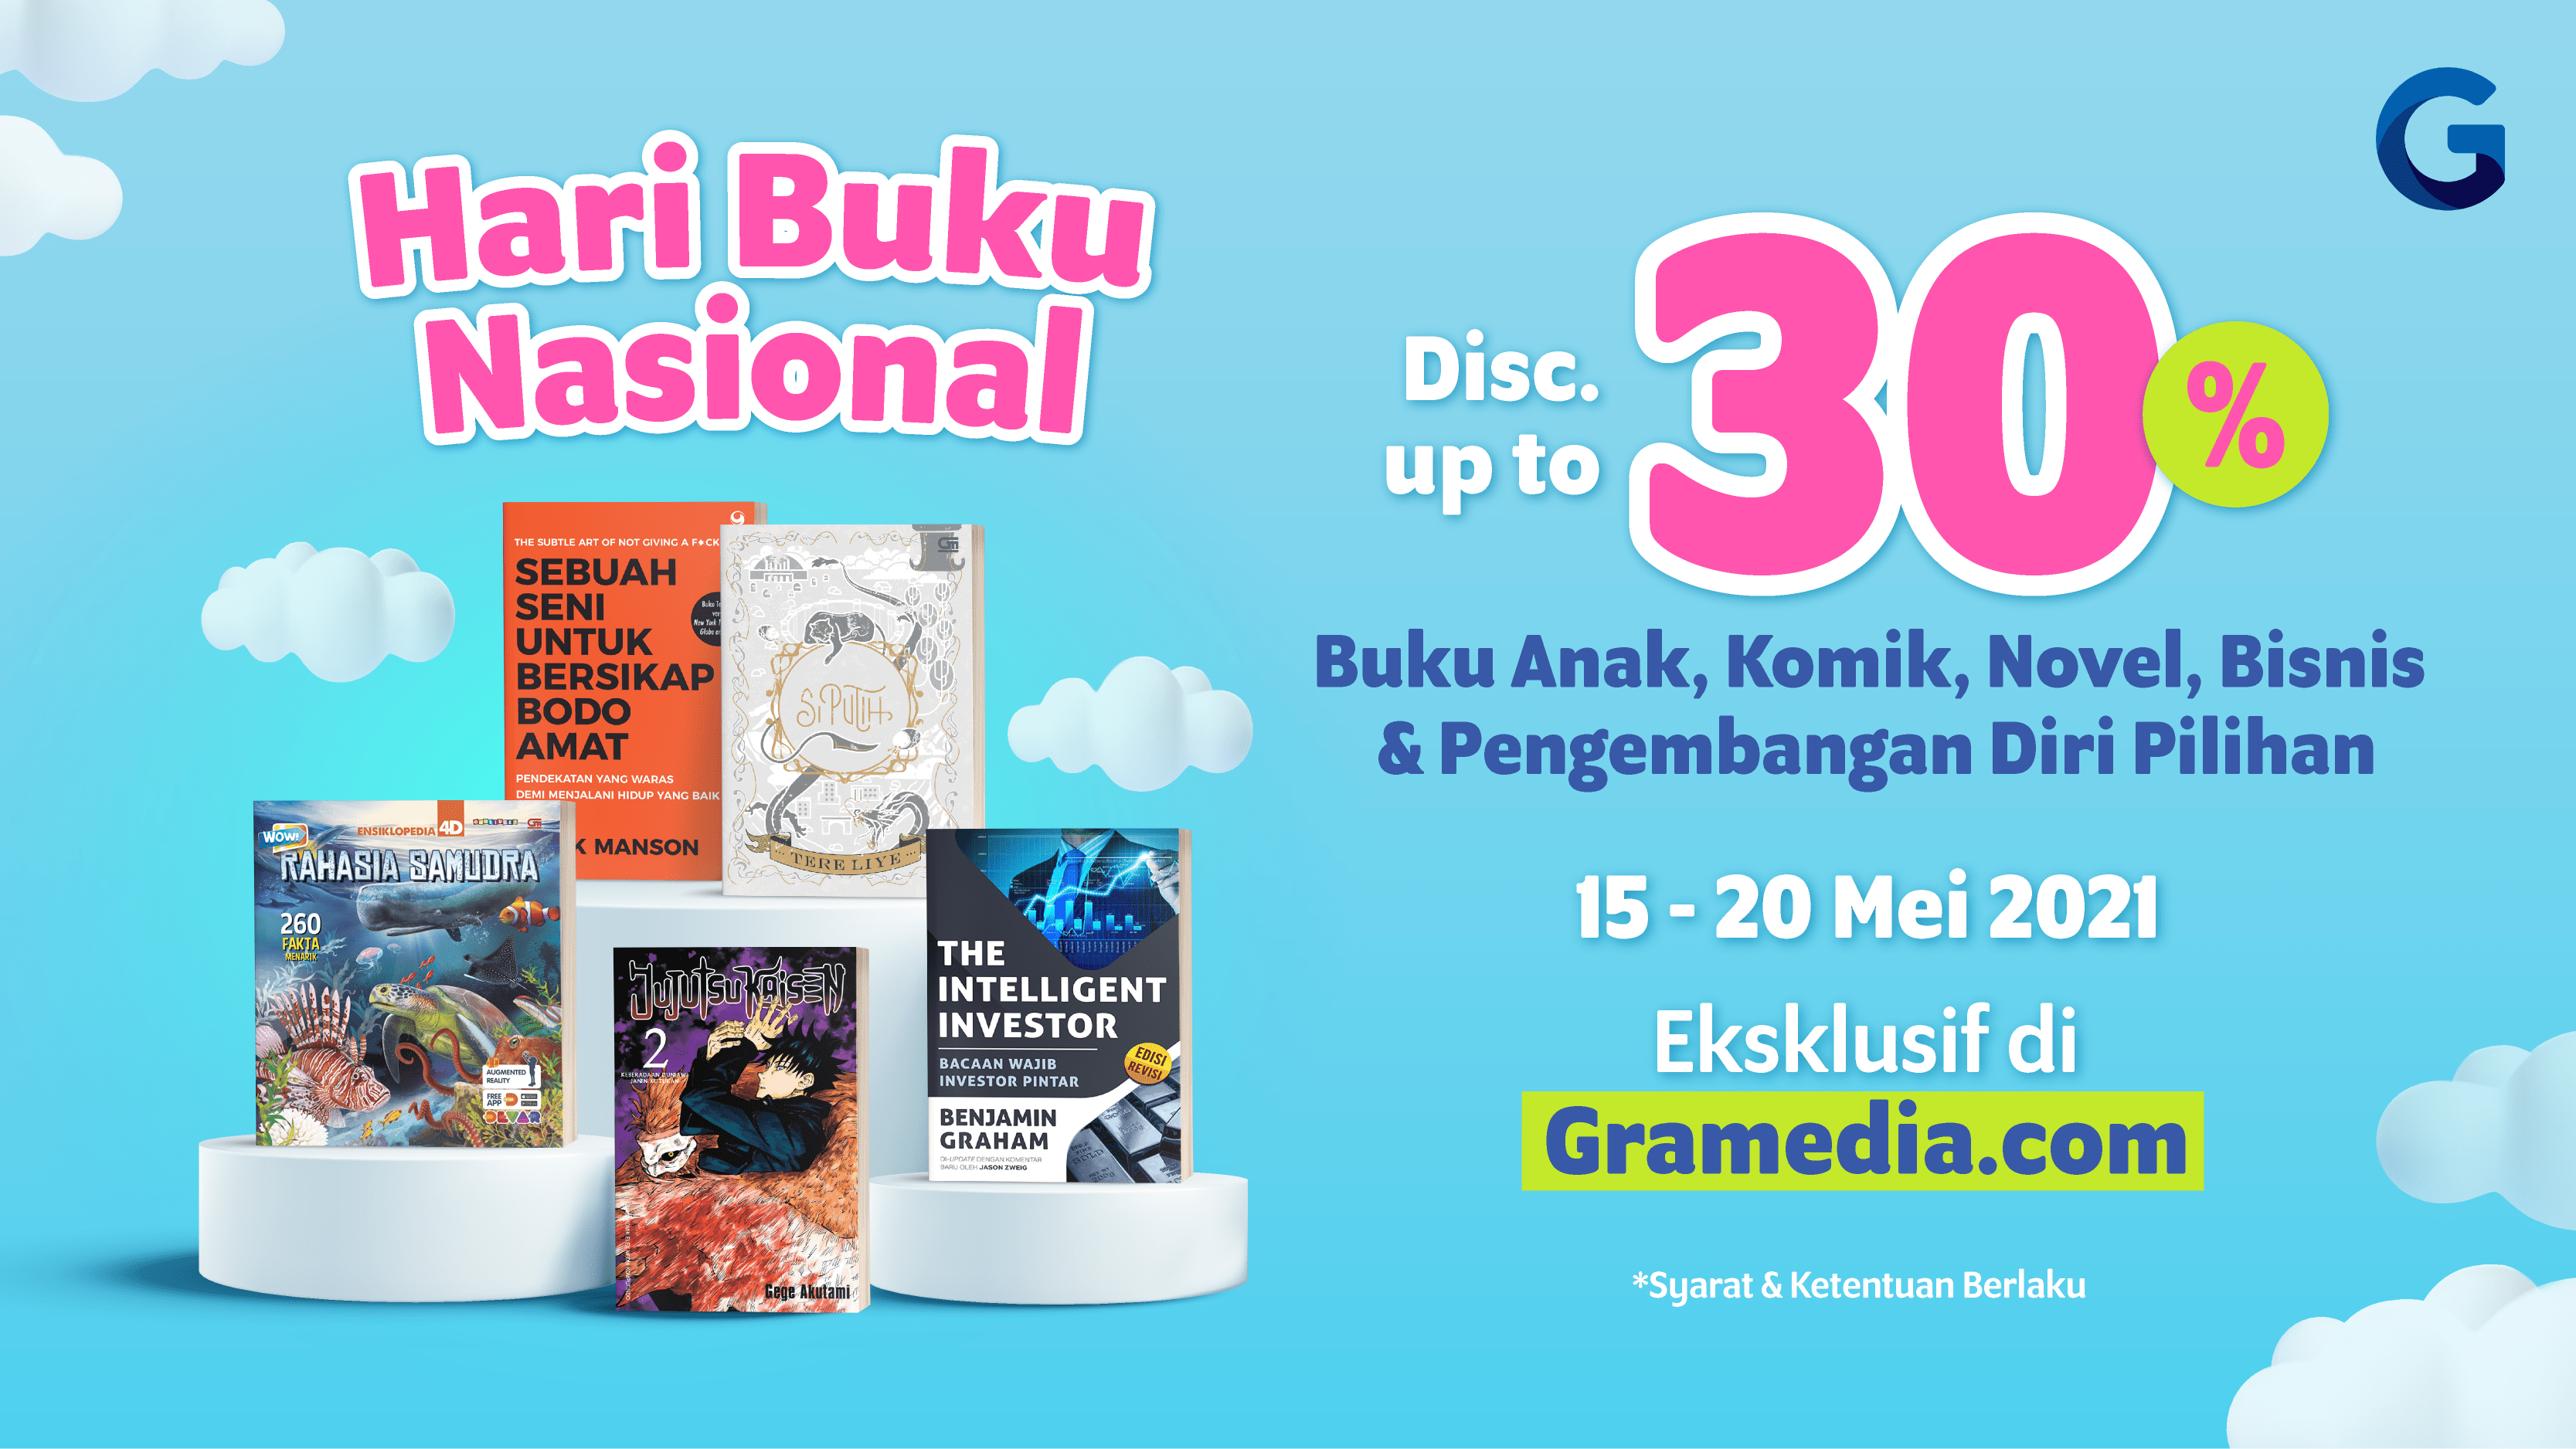 Hari Buku
Nasional
THE SUBTLE ART OF NOT GIVING A F*CK
SEBUAH
SENI
UNTUK
BERSIKAP
BODO
AMAT
PENDEKATAN YANG WARAS
DEMI MENJALANI HIDUP YANG BAIK
K MANSON
Si PUTIH
TERE LIYE
WOW!
ENSIKLOPEDIA 4D
RAHASIA SAMUDRA
260
FAKTA
MENARIK
AUGMENTED
REALITY
FREE
APP
DEVAR
JUJUTSU KAISEN
2
Gege Akutami
THE
INTELLIGENT
INVESTOR
BACAAN WAJIB
INVESTOR PINTAR
EDISI
REVISI
BENJAMIN
GRAHAM
DI-UPDATE DENGAN KOMENTAR
BARU OLEH JASON ZWEIG
G
Disc.
up to
30%
Buku Anak, Komik, Novel, Bisnis
& Pengembangan Diri Pilihan
15 - 20 Mei 2021
Eksklusif di
Gramedia.com
*Syarat & Ketentuan Berlaku